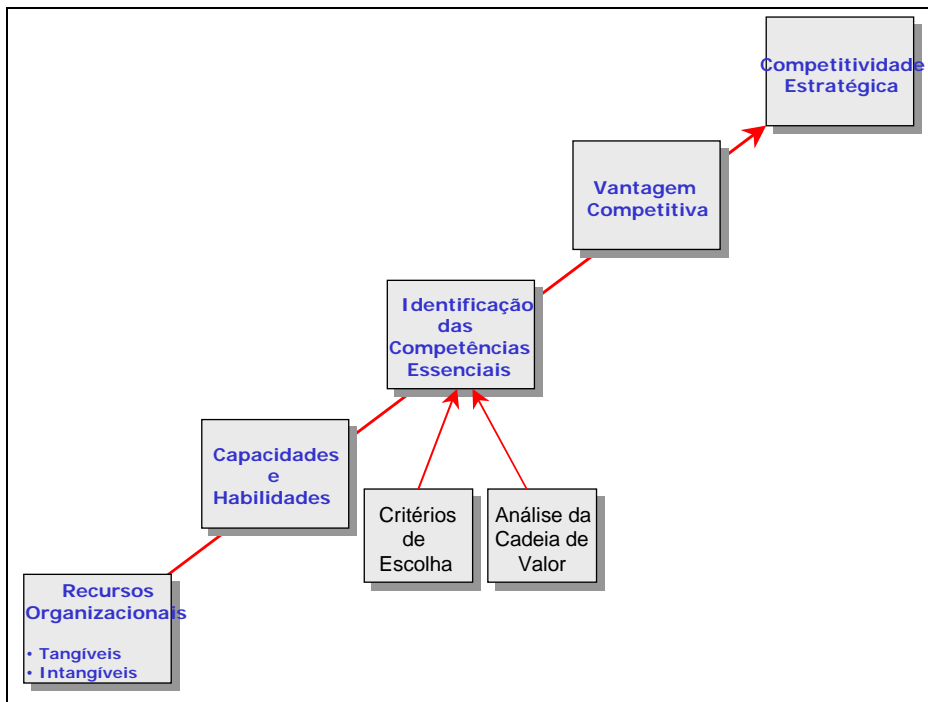 Competitividade
Estratégica
Vantagem
Competitiva
Identificação
das
Competências
Essenciais
Capacidades
e
Habilidades
Critérios
de
Escolha
Análise da
Cadeia de
Valor
Recursos
Organizacionais
• Tangíveis
• Intangíveis